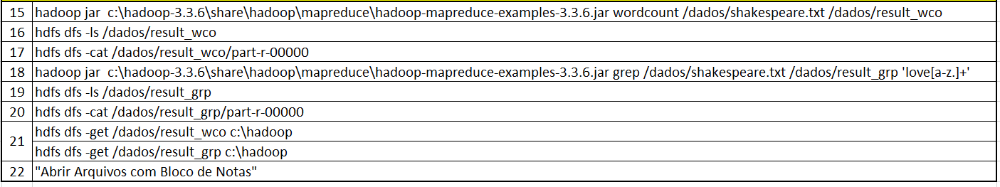 15 hadoop jar  c:\hadoop-3.3.6\share\hadoop\mapreduce\hadoop-mapreduce-examples-3.3.6.jar wordcount /dados/shakespeare.txt /dados/result_wco
16 hdfs dfs -ls /dados/result_wco
17 hdfs dfs -cat /dados/result_wco/part-r-00000
18 hadoop jar  c:\hadoop-3.3.6\share\hadoop\mapreduce\hadoop-mapreduce-examples-3.3.6.jar grep /dados/shakespeare.txt /dados/result_grp 'love[a-z.]+'
19 hdfs dfs -ls /dados/result_grp
20 hdfs dfs -cat /dados/result_grp/part-r-00000
21 hdfs dfs -get /dados/result_wco c:\hadoop
hdfs dfs -get /dados/result_grp c:\hadoop
22 "Abrir Arquivos com Bloco de Notas"